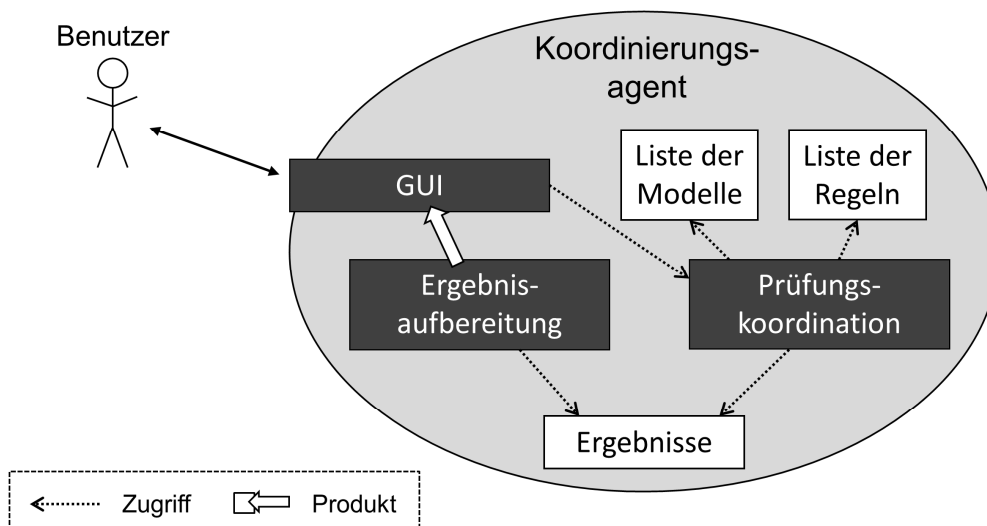 Benutzer
Koordinierungs-
agent
GUI
Liste der
Modelle
Liste der
Regeln
Ergebnis-
aufbereitung
Prüfungs-
koordination
Ergebnisse
Zugriff
Produkt